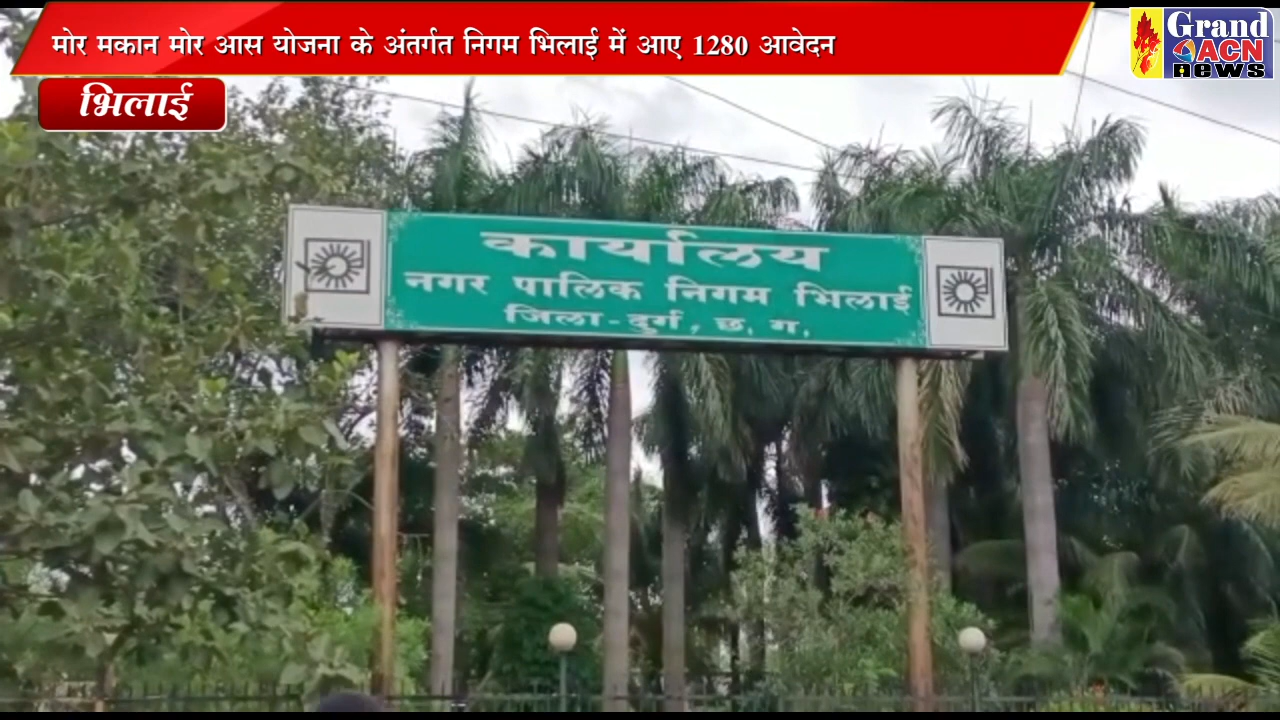 मोर मकान मोर आस योजना के अंतर्गत निगम भिलाई में आए 1280 आवेदन
Grand
ACN
news
भिलाई
कार्यालय
नगर पालिक निगम भिलाई
जिला - दुर्ग, छ. ग.